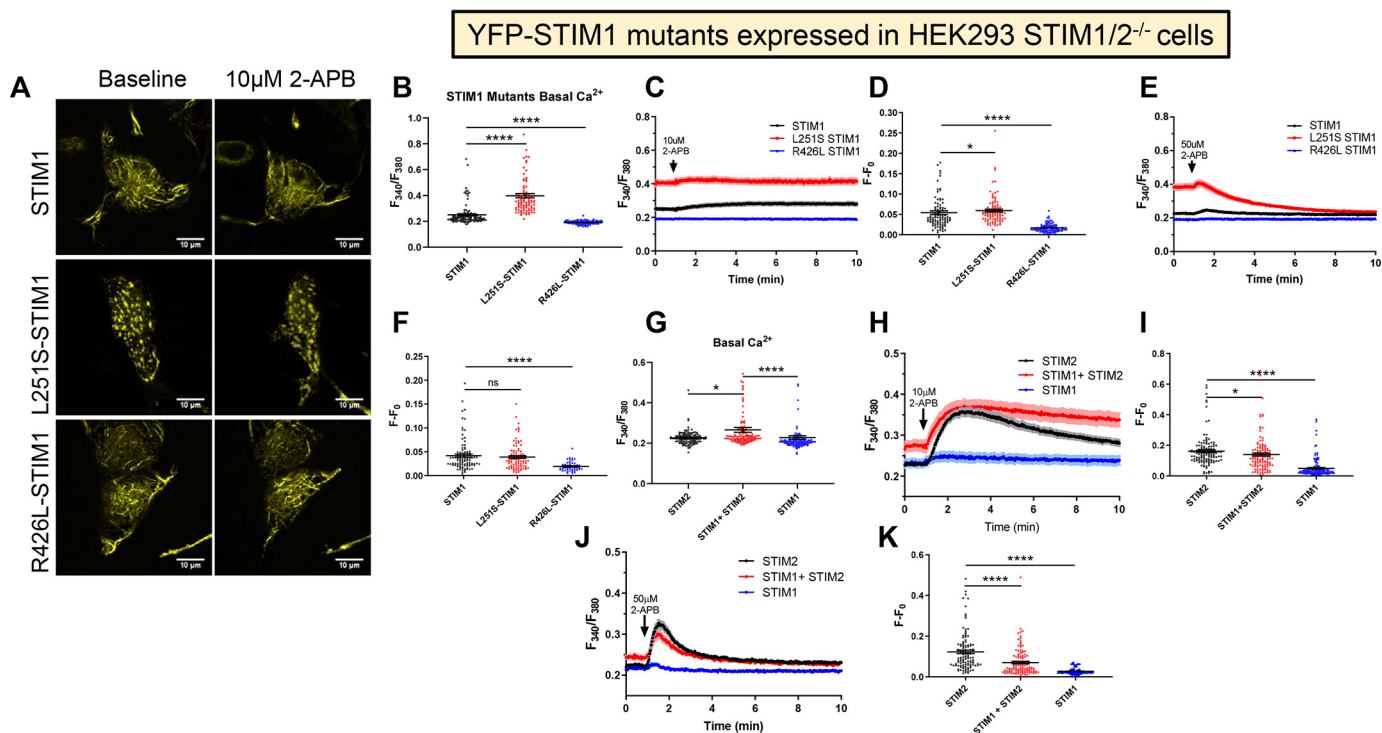 YFP-STIM1 mutants expressed in HEK293 STIM1/2-/- cells
A
Baseline
10µM 2-APB
STIM1
10 µm
10 µm
L251S-STIM1
10 µm
10 µm
R426L-STIM1
10 µm
10 µm
B
STIM1 Mutants Basal Ca2+
F340/F380
1.0
0.8
0.6
0.4
0.2
0.0
****
****
STIM1
L251S-STIM1
R426L-STIM1
C
F340/F380
0.8
0.6
0.4
0.2
0.0
10uM
2-APB
STIM1
L251S STIM1
R426L STIM1
0 2 4 6 8 10
Time (min)
D
F-F0
0.30
0.25
0.20
0.15
0.10
0.05
0.00
****
*
STIM1
L251S-STIM1
R426L-STIM1
E
F340/F380
0.8
0.6
0.4
0.2
0.0
50uM
2-APB
STIM1
L251S STIM1
R426L STIM1
0 2 4 6 8 10
Time (min)
F
F-F0
0.25
0.20
0.15
0.10
0.05
0.00
****
ns
STIM1
L251S-STIM1
R426L-STIM1
G
Basal Ca2+
F340/F380
0.6
0.4
0.2
0.0
*
****
STIM2
STIM1+ STIM2
STIM1
H
F340/F380
0.5
0.4
0.3
0.2
10µM
2-APB
STIM2
STIM1+ STIM2
STIM1
0 2 4 6 8 10
Time (min)
I
F-F0
0.8
0.6
0.4
0.2
0.0
****
*
STIM2
STIM1+STIM2
STIM1
J
F340/F380
0.5
0.4
0.3
0.2
50µM
2-APB
STIM2
STIM1+ STIM2
STIM1
0 2 4 6 8 10
Time (min)
K
F-F0
0.6
0.4
0.2
0.0
****
****
STIM2
STIM1 + STIM2
STIM1